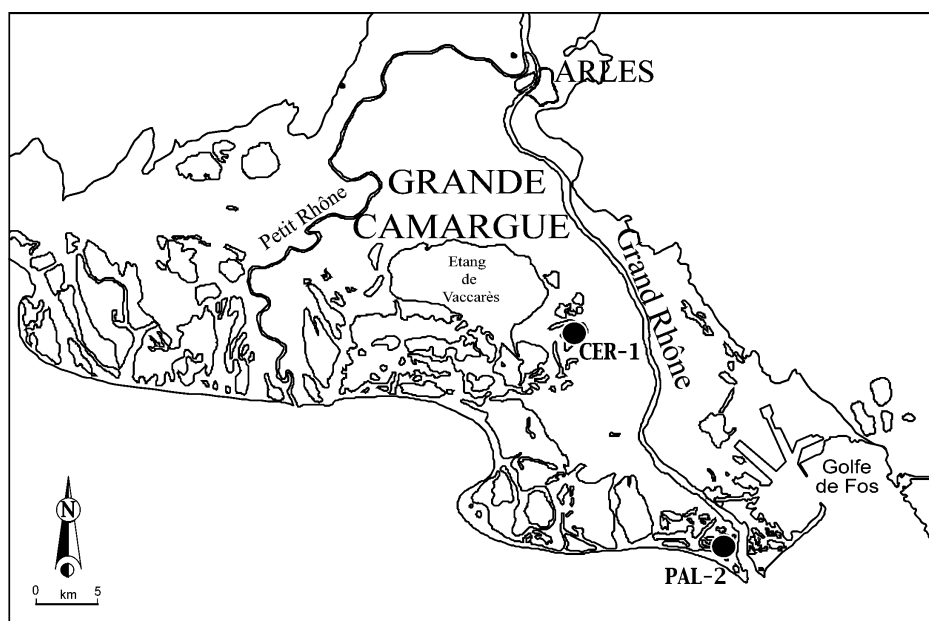 ARLES
GRANDE
CAMARGUE
Petit Rhône
Grand Rhône
Etang
de
Vaccarès
CER-1
Golfe
de Fos
PAL-2
N
0 km 5